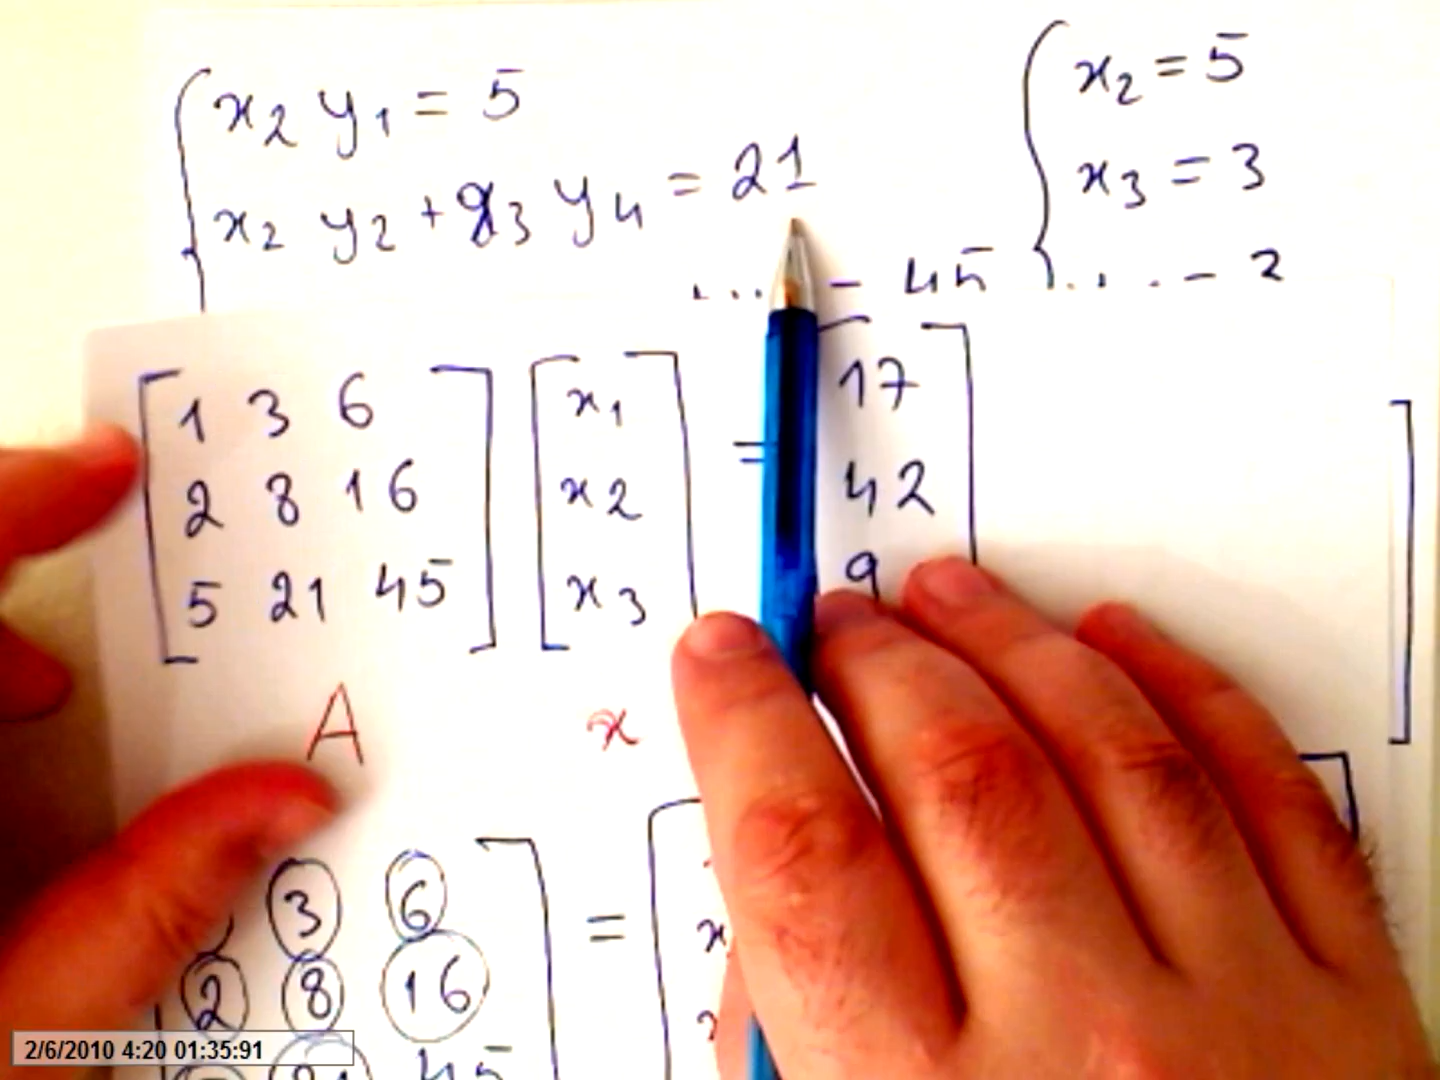 x2 y1 = 5
x2 y2 + x3 y4 = 21
x2 = 5
x3 = 3
45
1 3 6
2 8 16
5 21 45
x1
x2
x3
=
17
42
9
A
x
3 6
2 8 16
45
=
x
2/6/2010 4:20 01:35:91